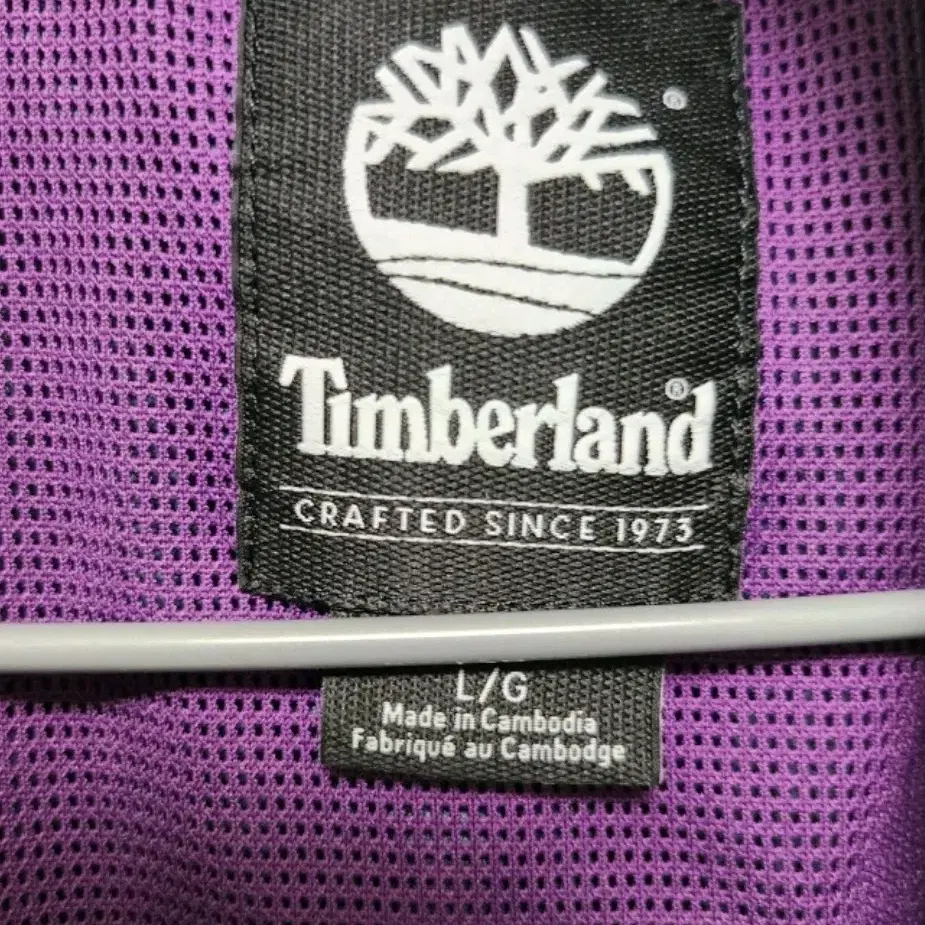 ®
Timberland®
CRAFTED SINCE 1973
L/G
Made in Cambodia
Fabriqué au Cambodge